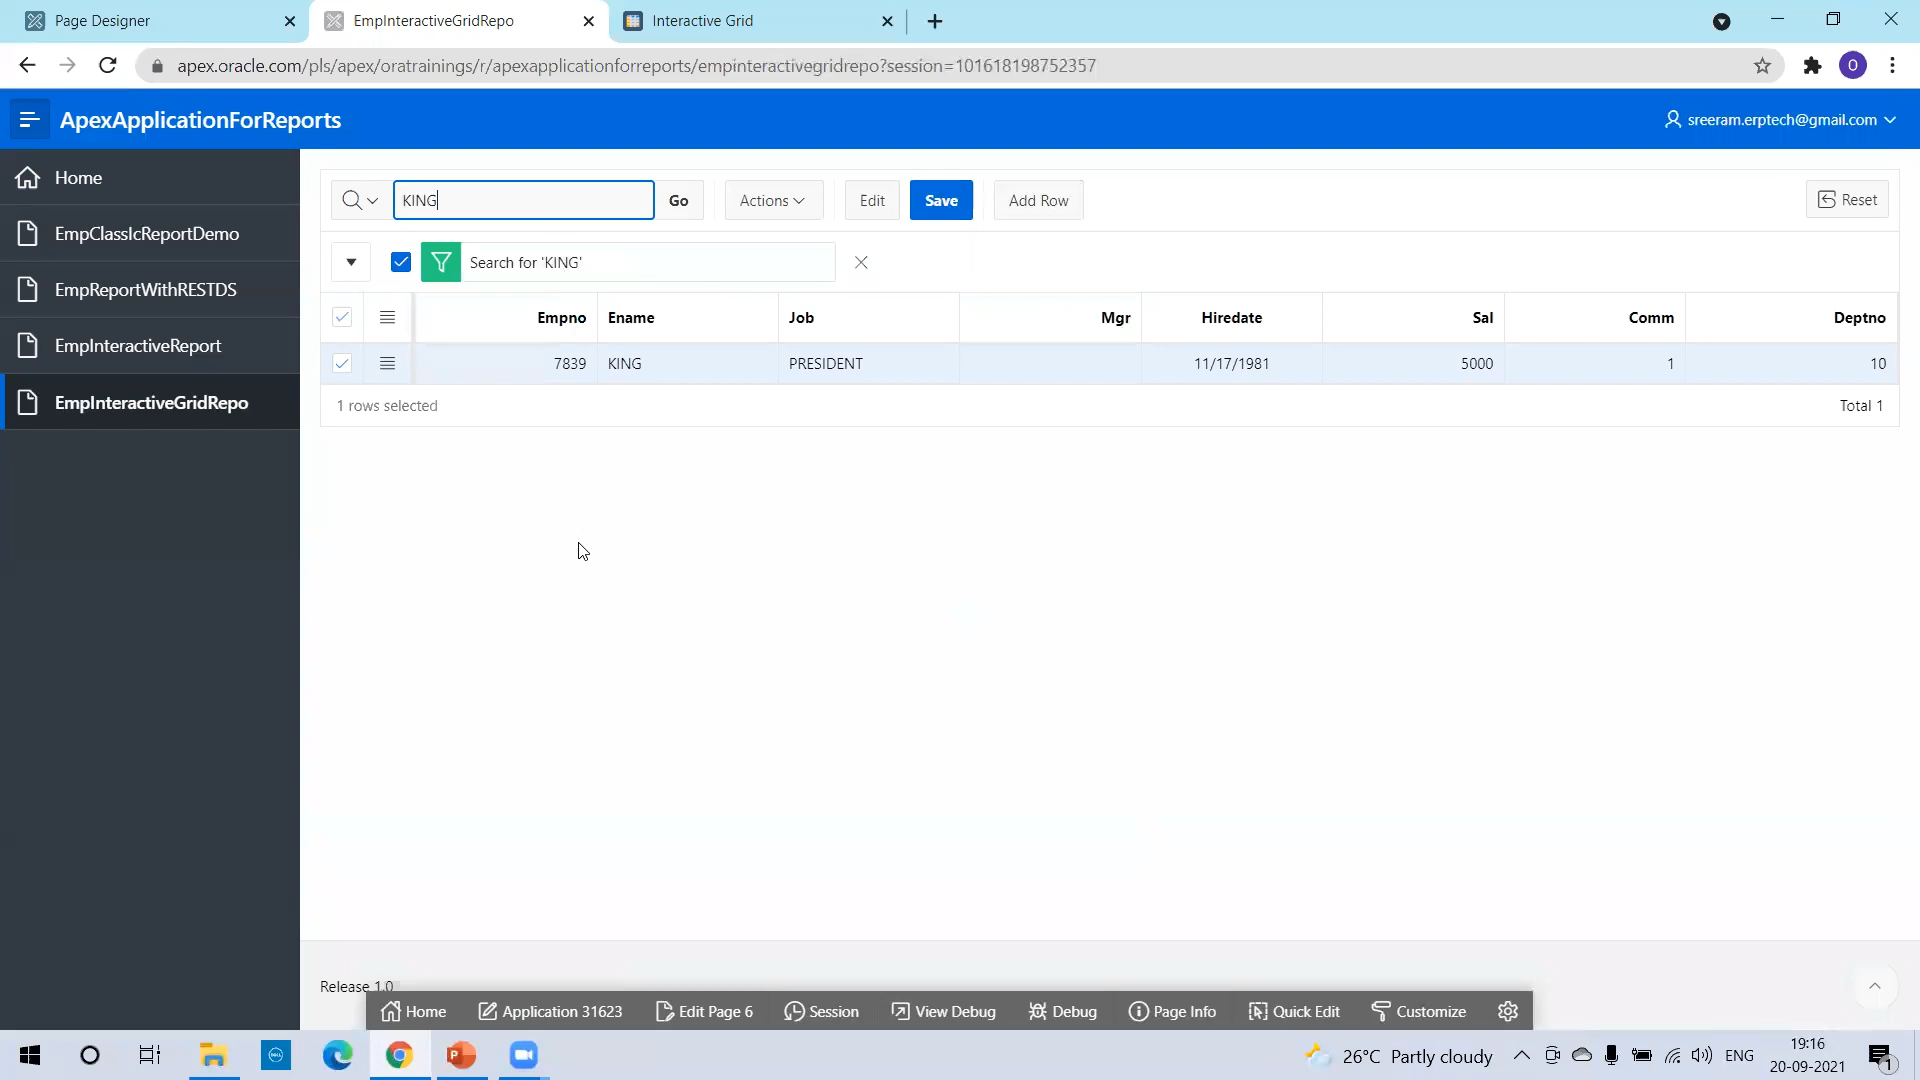 Page Designer
EmpInteractiveGridRepo
Interactive Grid
apex.oracle.com/pls/apex/oratrainings/r/apexapplicationforreports/empinteractivegridrepo?session=101618198752357
O
ApexApplicationForReports
sreeram.erptech@gmail.com
Home
EmpClassIcReportDemo
EmpReportWithRESTDS
EmpInteractiveReport
EmpInteractiveGridRepo
KING
Go
Actions
Edit
Save
Add Row
Reset
Search for 'KING'
Empno Ename Job Mgr Hiredate Sal Comm Deptno
7839 KING PRESIDENT 11/17/1981 5000 1 10
1 rows selected
Total 1
Release 1.0
Home Application 31623 Edit Page 6 Session View Debug Debug Page Info Quick Edit Customize
26°C Partly cloudy
ENG
19:16
20-09-2021
1